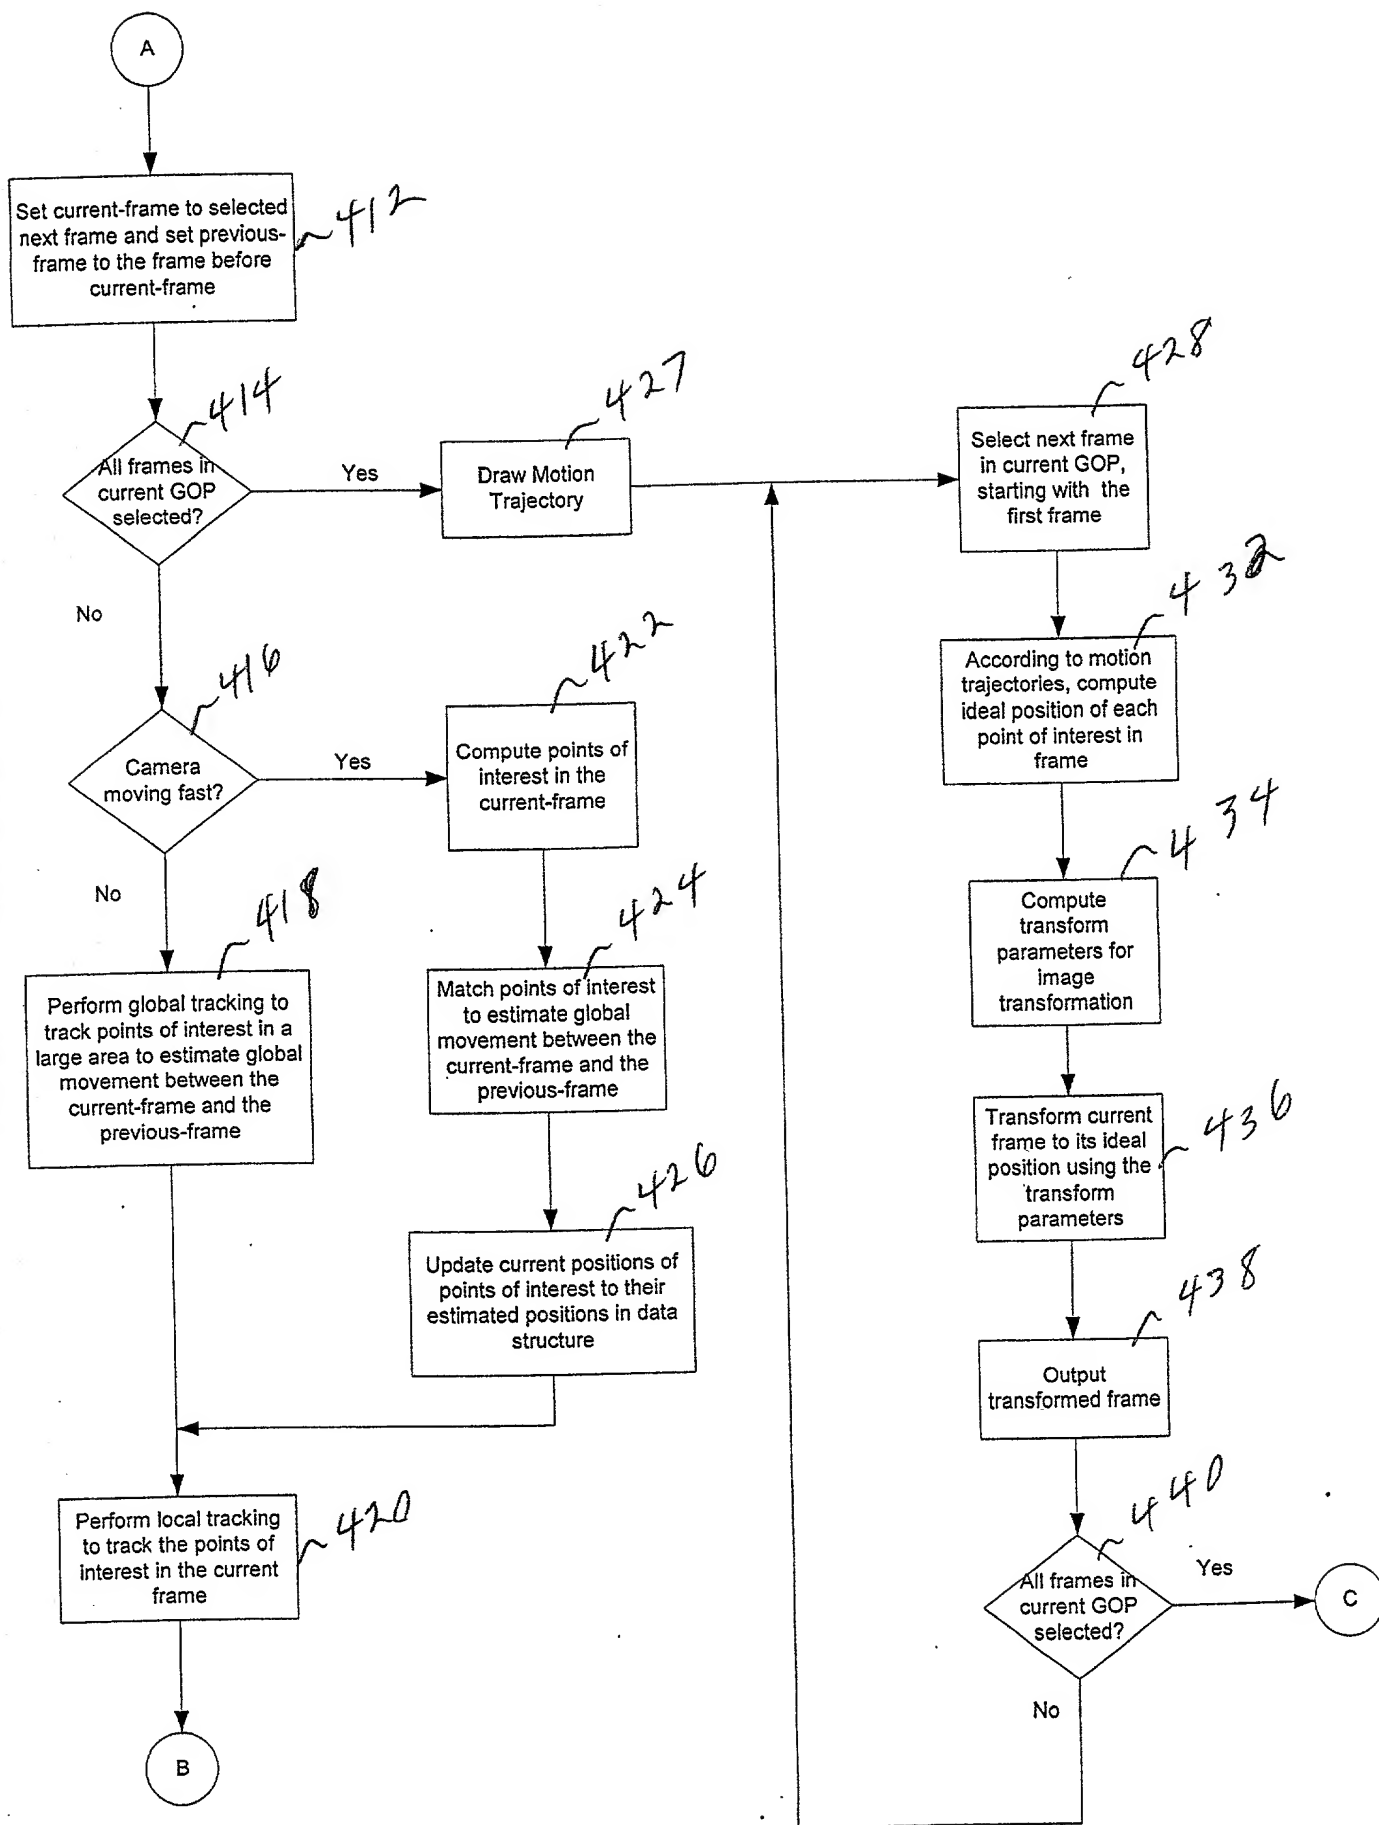 A
Set current-frame to selected
next frame and set previous-
frame to the frame before
current-frame
412
414
All frames in
current GOP
selected?
Yes
No
427
Draw Motion
Trajectory
416
Camera
moving fast?
Yes
No
422
Compute points of
interest in the
current-frame
418
Perform global tracking to
track points of interest in a
large area to estimate global
movement between the
current-frame and the
previous-frame
424
Match points of interest
to estimate global
movement between the
current-frame and the
previous-frame
426
Update current positions of
points of interest to their
estimated positions in data
structure
Perform local tracking
to track the points of
interest in the current
frame
420
B
428
Select next frame
in current GOP,
starting with the
first frame
432
According to motion
trajectories, compute
ideal position of each
point of interest in
frame
434
Compute
transform
parameters for
image
transformation
Transform current
frame to its ideal
position using the
transform
parameters
436
438
Output
transformed frame
440
All frames in
current GOP
selected?
Yes
C
No